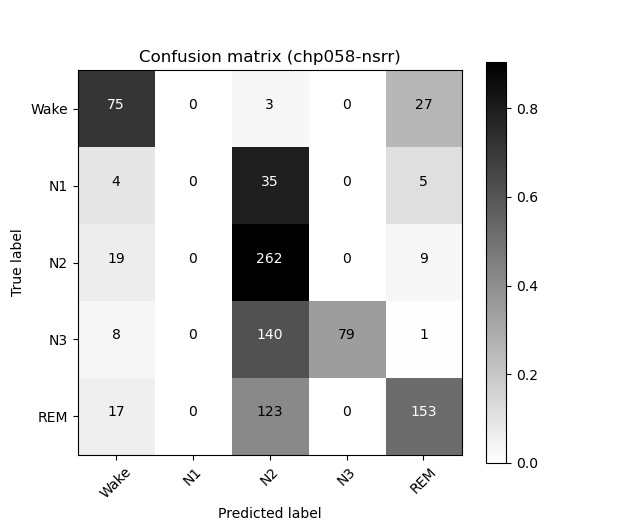 Confusion matrix (chp058-nsrr)
Wake 75 0 3 0 27
N1 4 0 35 0 5
N2 19 262 0 9
N3 8 0 140 79 1
REM 17 0 123 0 153
Wake N1 N2 N3 REM
Predicted label
True label
0.8
0.6
0.4
0.2
0.0